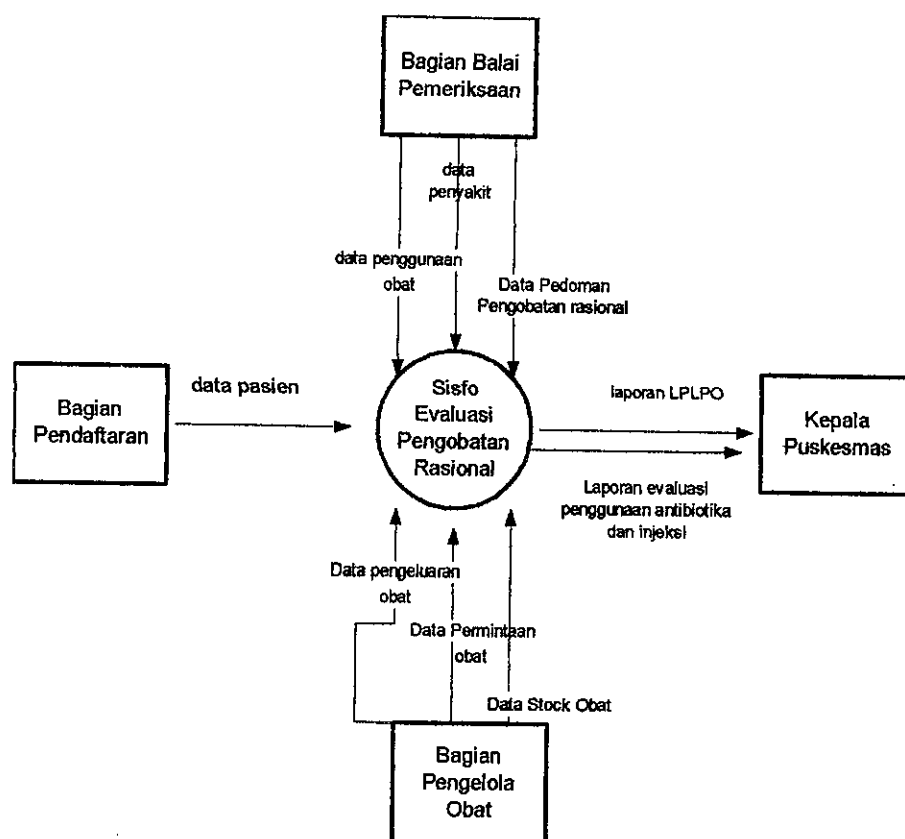 Bagian Balai
Pemeriksaan
data
penyakit
data penggunaan
obat
Data Pedoman
Pengobatan rasional
data pasien
Bagian
Pendaftaran
Sisfo
Evaluasi
Pengobatan
Rasional
laporan LPLPO
Kepala
Puskesmas
Laporan evaluasi
penggunaan antibiotika
dan injeksi
Data pengeluaran
obat
Data Permintaan
obat
Data Stock Obat
Bagian
Pengelola
Obat